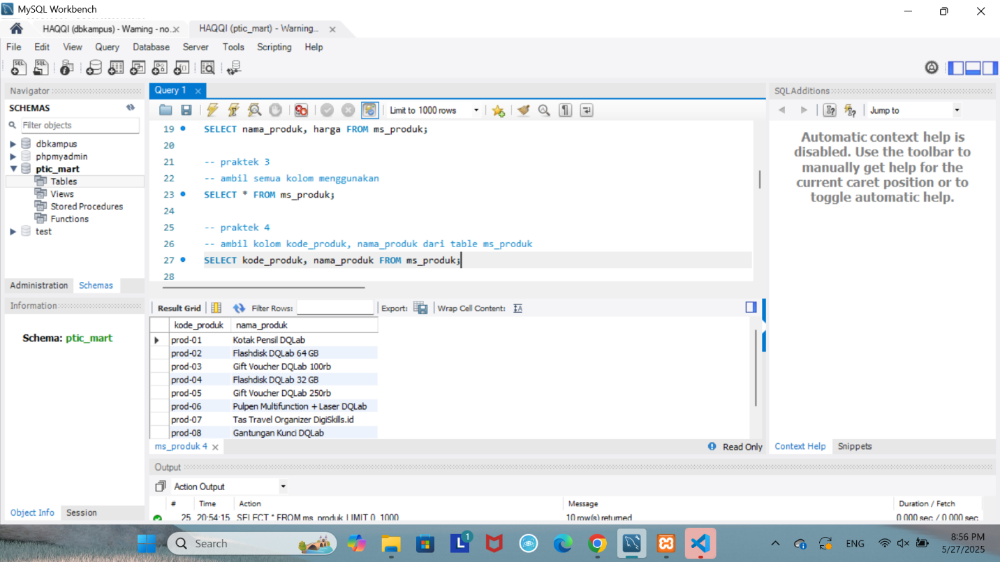 MySQL Workbench
HAQQI (dbkampus) - Warning - no...
HAQQI (ptic_mart) - Warning...
File Edit View Query Database Server Tools Scripting Help
Navigator
SCHEMAS
Filter objects
dbkampus
phpmyadmin
ptic_mart
Tables
Views
Stored Procedures
Functions
test
Administration Schemas
Information
Schema: ptic_mart
Object Info Session
Query 1
Limit to 1000 rows
19 SELECT nama_produk, harga FROM ms_produk;
20
21 -- praktek 3
22 -- ambil semua kolom menggunakan
23 SELECT * FROM ms_produk;
24
25 -- praktek 4
26 -- ambil kolom kode_produk, nama_produk dari table ms_produk
27 SELECT kode_produk, nama_produk FROM ms_produk;
28
Result Grid Filter Rows: Export: Wrap Cell Content:
kode_produk nama_produk
prod-01 Kotak Pensil DQLab
prod-02 Flashdisk DQLab 64 GB
prod-03 Gift Voucher DQLab 100rb
prod-04 Flashdisk DQLab 32 GB
prod-05 Gift Voucher DQLab 250rb
prod-06 Pulpen Multifunction + Laser DQLab
prod-07 Tas Travel Organizer DigiSkills.id
prod-08 Gantungan Kunci DQLab
ms_produk 4
Read Only
SQLAdditions
Jump to
Automatic context help is
disabled. Use the toolbar to
manually get help for the
current caret position or to
toggle automatic help.
Context Help Snippets
Output
Action Output
# Time Action Message Duration / Fetch
25 20:54:15 SELECT * FROM ms_produk LIMIT 0, 1000 10 row(s) returned 0.000 sec / 0.000 sec
Search
1
ENG
8:56 PM
5/27/2025